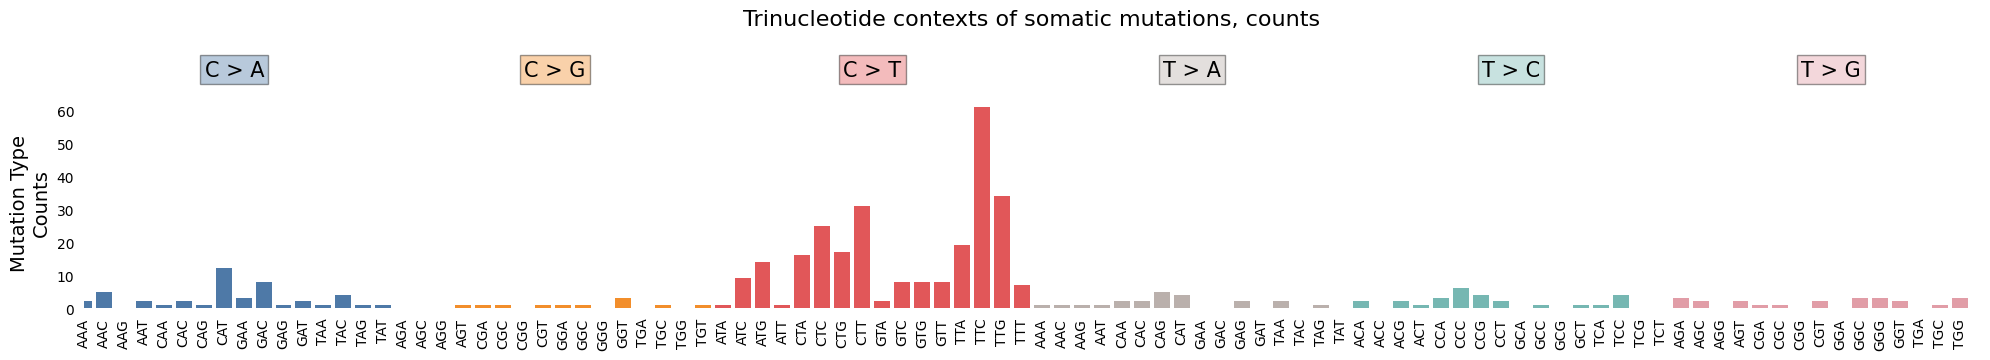 Trinucleotide contexts of somatic mutations, counts
C > A C > G C > T T > A T > C T > G
Mutation Type
Counts
60
50
40
30
20
10
0
AAA AAC AAG AAT CAA CAC CAG CAT GAA GAC GAG GAT TAA TAC TAG TAT AGA AGC AGG AGT CGA CGC CGG CGT GGA GGC GGG GGT TGA TGC TGG TGT ATA ATC ATG ATT CTA CTC CTG CTT GTA GTC GTG GTT TTA TTC TTG TTT AAA AAC AAG AAT CAA CAC CAG CAT GAA GAC GAG GAT TAA TAC TAG TAT ACA ACC ACG ACT CCA CCC CCG CCT GCA GCC GCG GCT TCA TCC TCG TCT AGA AGC AGG AGT CGA CGC CGG CGT GGA GGC GGG GGT TGA TGC TGG